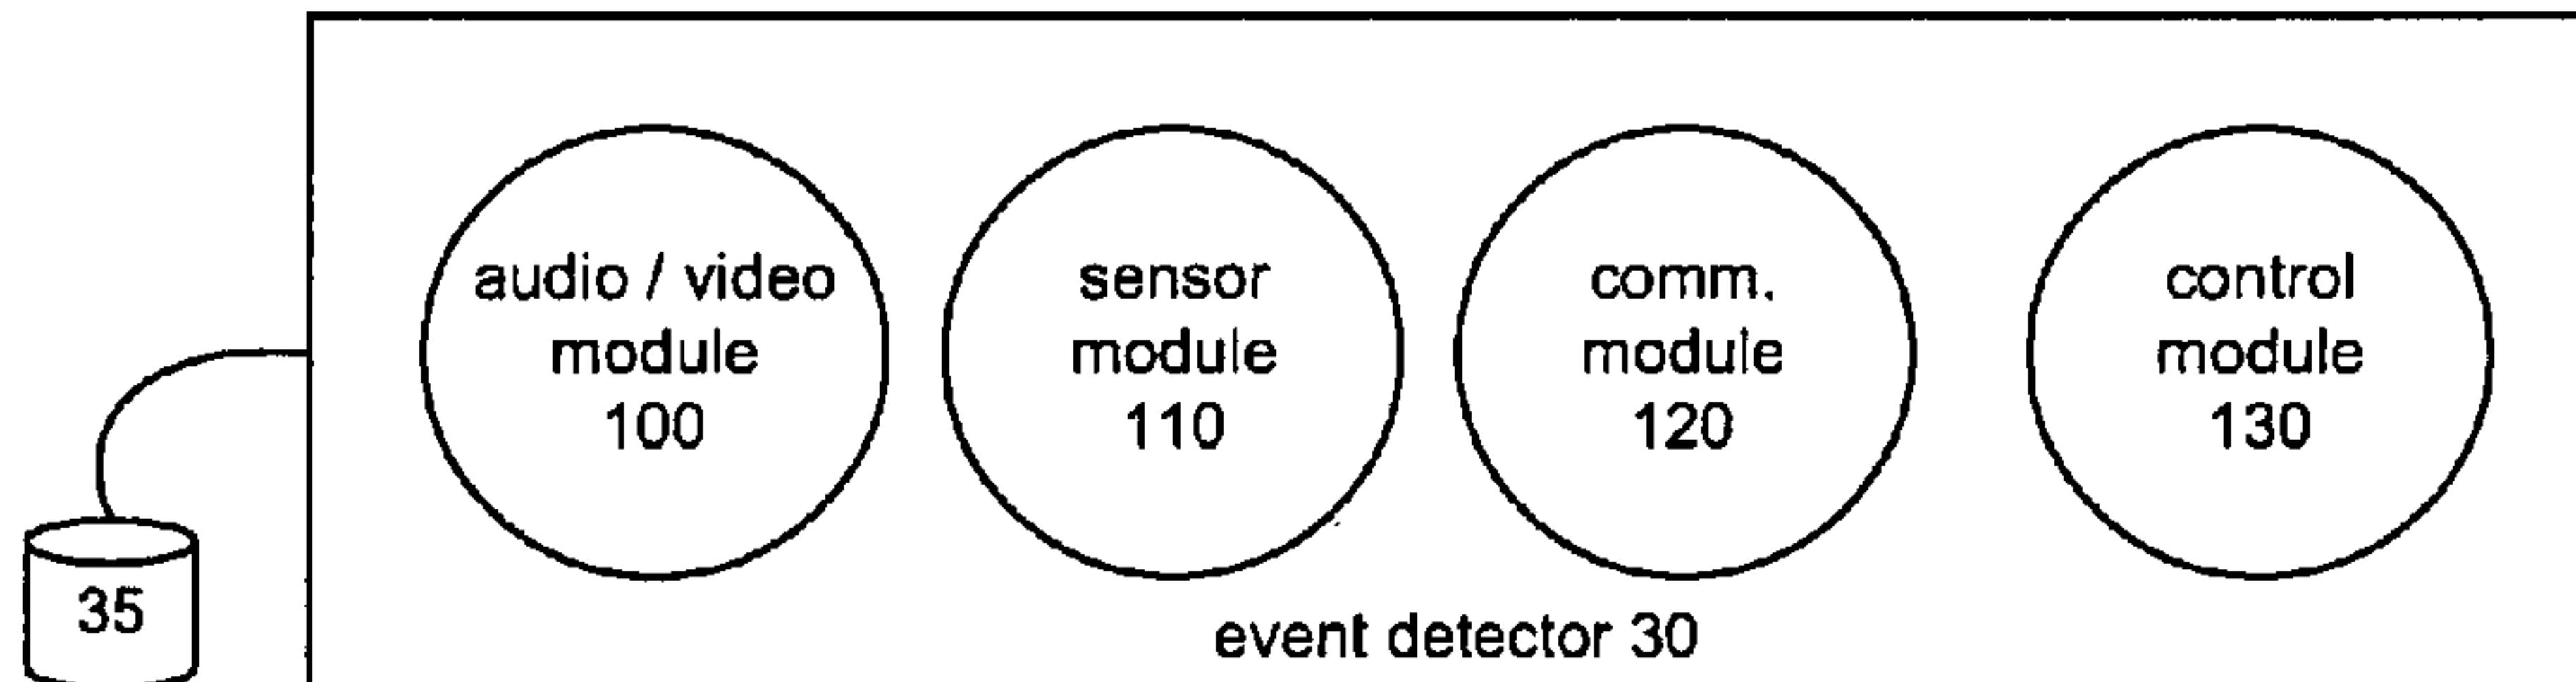 audio / video
module
100
sensor
module
110
comm.
module
120
control
module
130
35
event detector 30